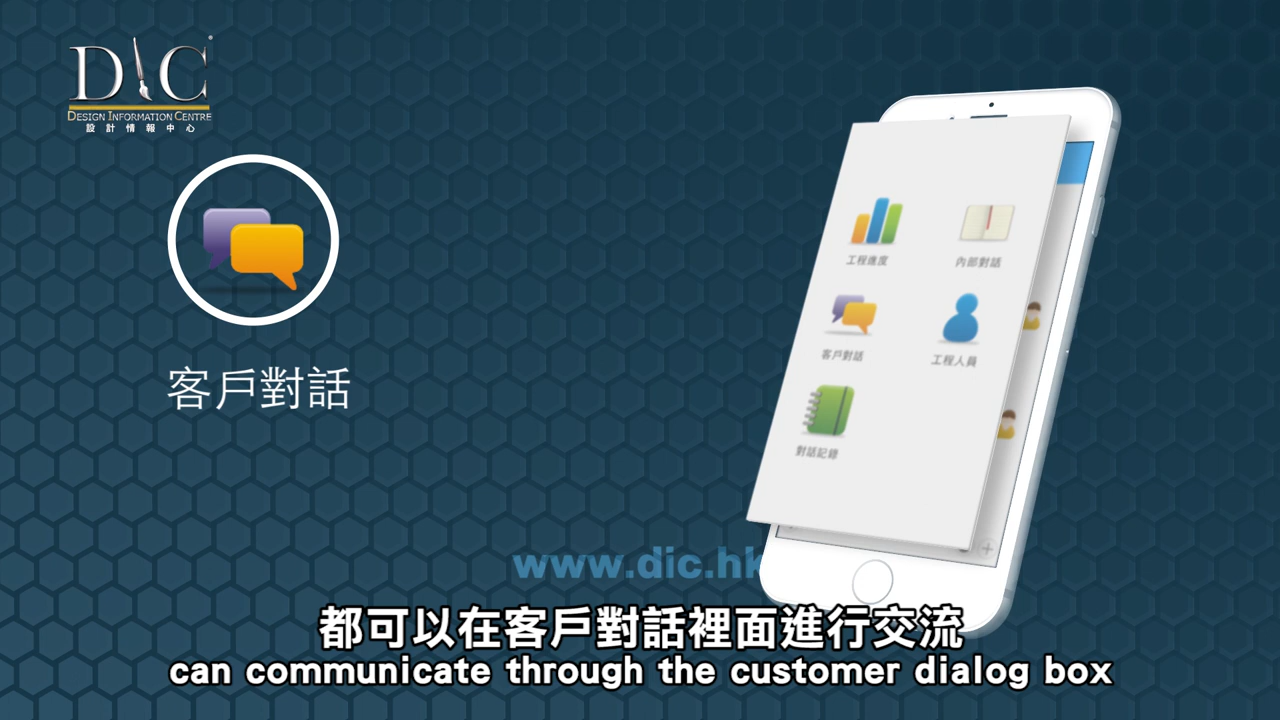 DIC
DESIGN INFORMATION CENTRE
設計情報中心
客戶對話
工程進度
內部對話
客戶對話
工程人員
對話記錄
www.dic.hk
都可以在客戶對話裡面進行交流
can communicate through the customer dialog box